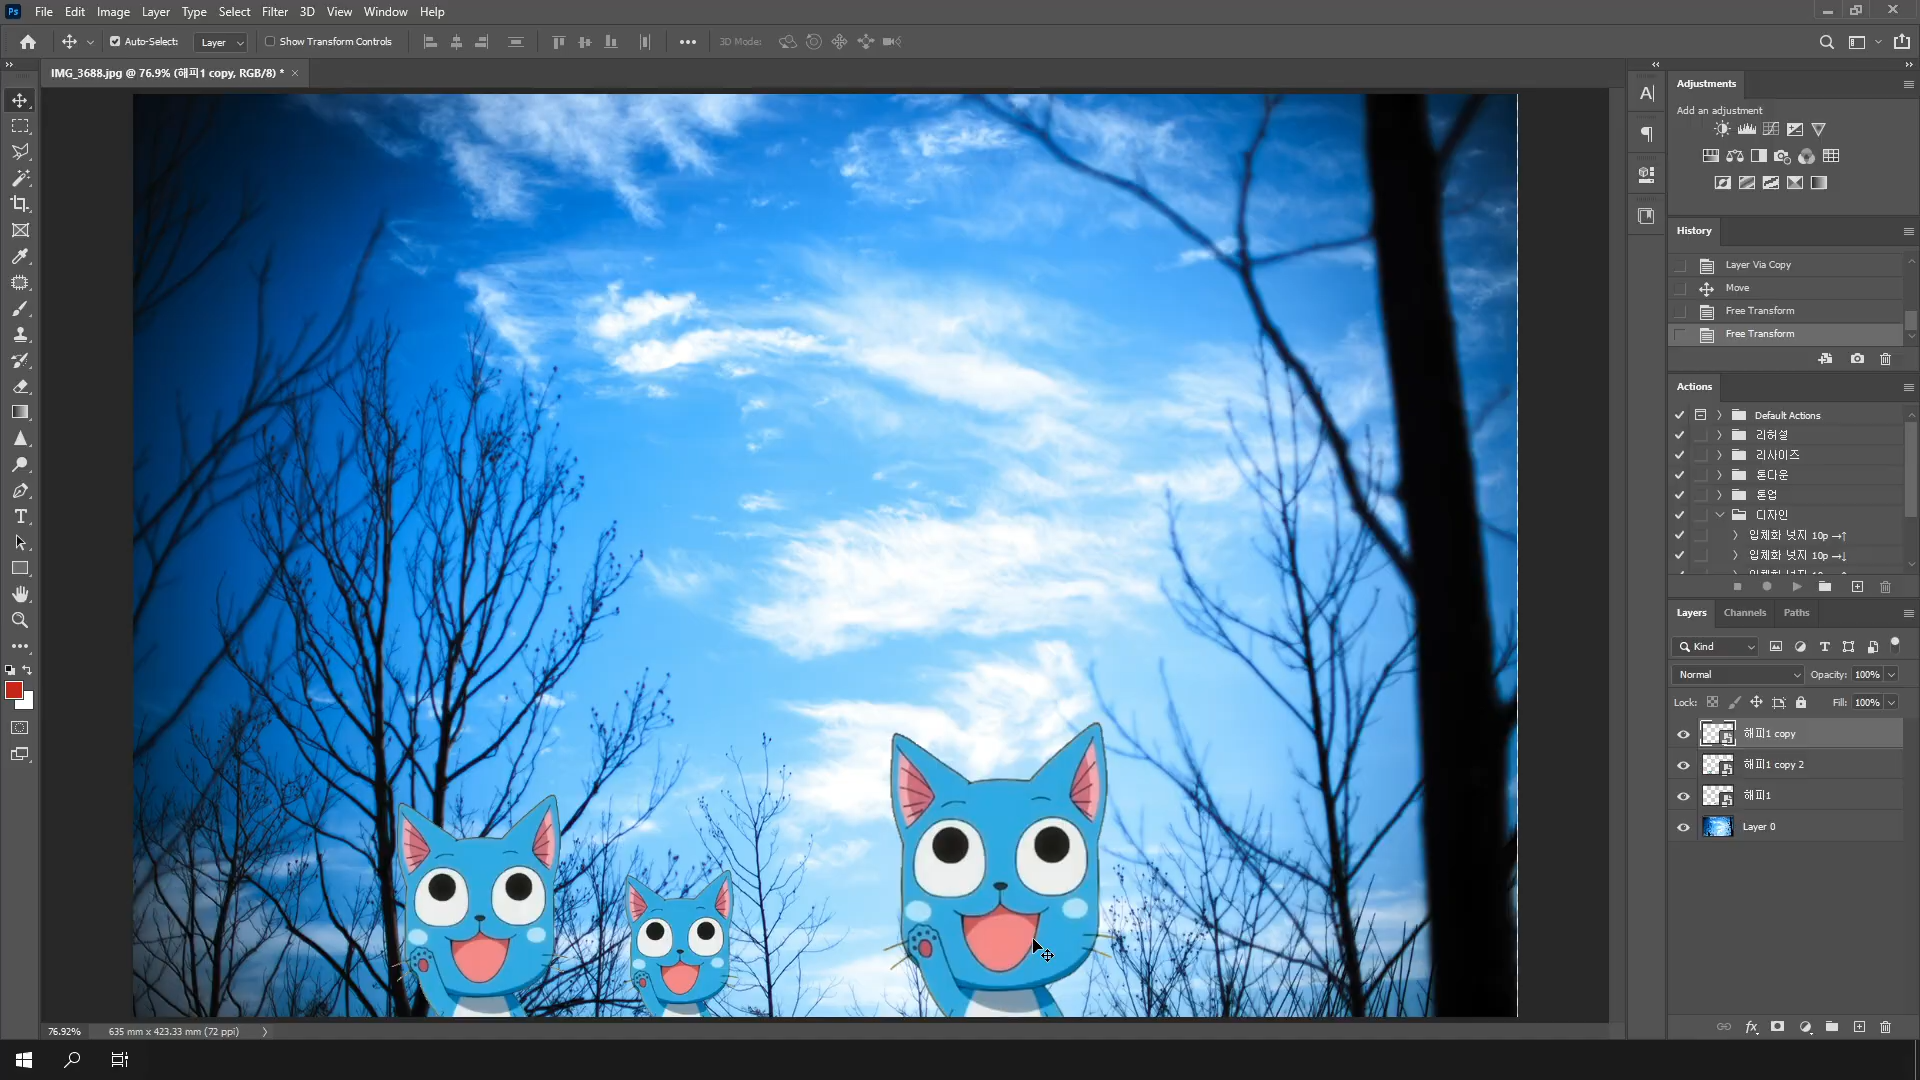 Ps File Edit Image Layer Type Select Filter 3D View Window Help
Auto-Select: Layer Show Transform Controls 3D Mode:
IMG_3688.jpg @ 76.9% (해피1 copy, RGB/8) *
Adjustments
Add an adjustment
History
Layer Via Copy
Move
Free Transform
Free Transform
Actions
Default Actions
리허설
리사이즈
톤다운
톤업
디자인
입체화 넛지 10p →↑
입체화 넛지 10p →↓
Layers Channels Paths
Kind
Normal Opacity: 100%
Lock: Fill: 100%
해피1 copy
해피1 copy 2
해피1
Layer 0
76.92% 635 mm x 423.33 mm (72 ppi)